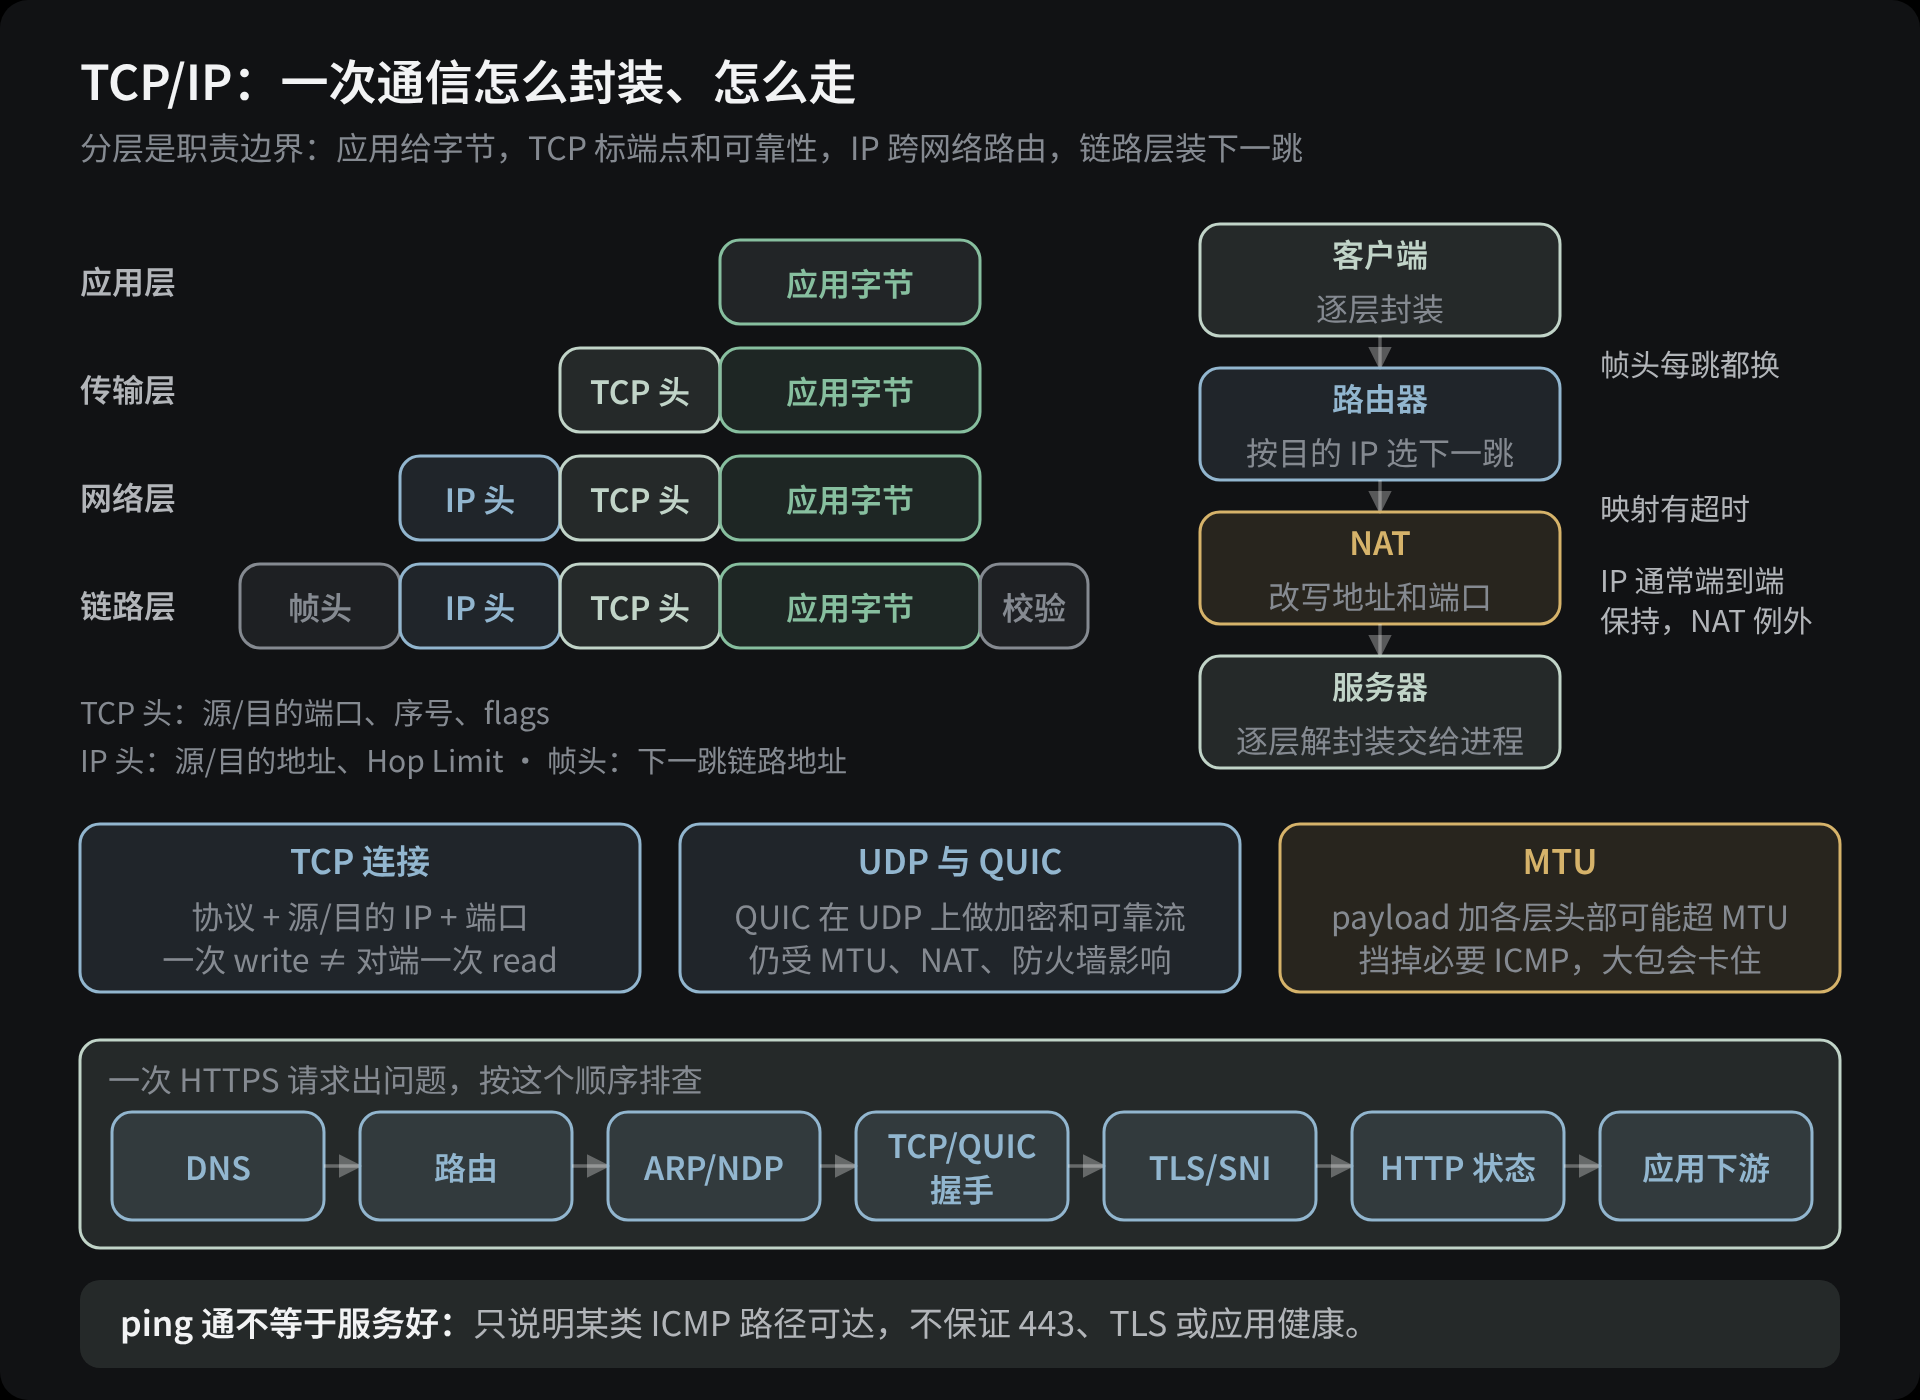 TCP/IP：一次通信怎么封装、怎么走
分层是职责边界：应用给字节，TCP 标端点和可靠性，IP 跨网络路由，链路层装下一跳
应用层
应用字节
传输层
TCP 头
应用字节
网络层
IP 头
TCP 头
应用字节
链路层
帧头
IP 头
TCP 头
应用字节
校验
TCP 头：源/目的端口、序号、flags
IP 头：源/目的地址、Hop Limit · 帧头：下一跳链路地址
客户端
逐层封装
帧头每跳都换
路由器
按目的 IP 选下一跳
映射有超时
NAT
改写地址和端口
IP 通常端到端
保持，NAT 例外
服务器
逐层解封装交给进程
TCP 连接
协议 + 源/目的 IP + 端口
一次 write ≠ 对端一次 read
UDP 与 QUIC
QUIC 在 UDP 上做加密和可靠流
仍受 MTU、NAT、防火墙影响
MTU
payload 加各层头部可能超 MTU
挡掉必要 ICMP，大包会卡住
一次 HTTPS 请求出问题，按这个顺序排查
DNS
路由
ARP/NDP
TCP/QUIC
握手
TLS/SNI
HTTP 状态
应用下游
ping 通不等于服务好：只说明某类 ICMP 路径可达，不保证 443、TLS 或应用健康。